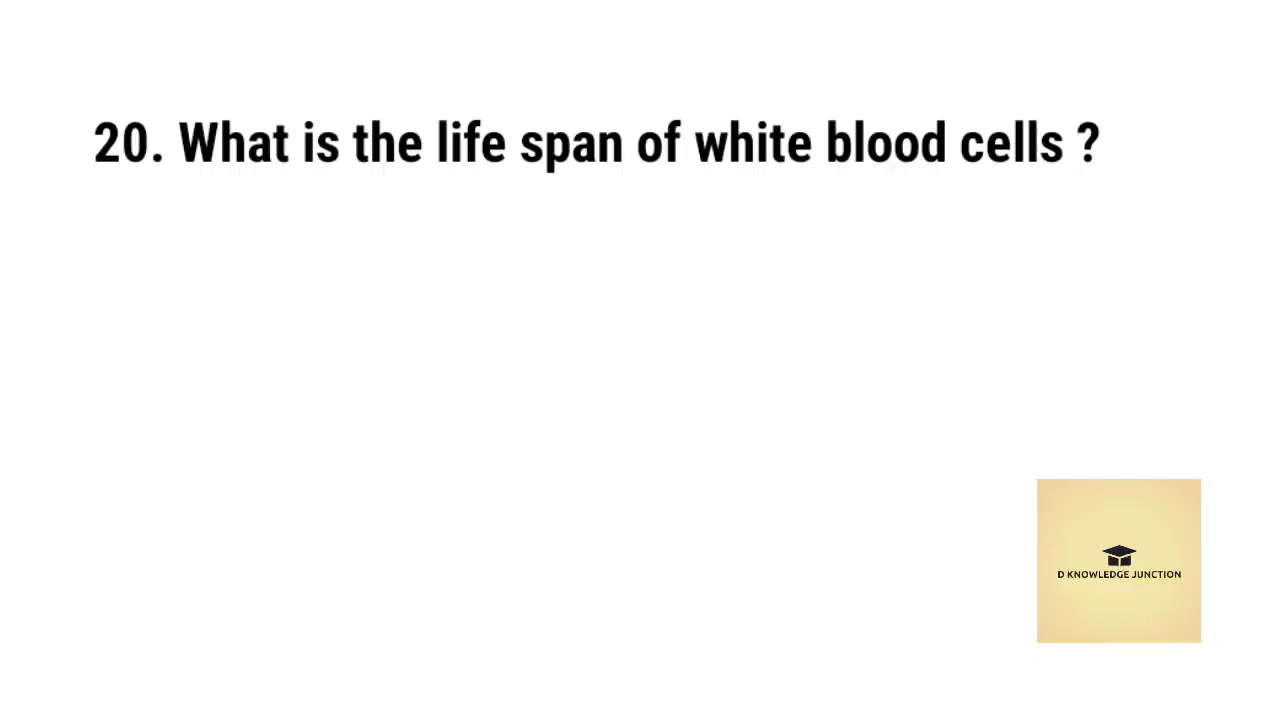 20. What is the life span of white blood cells ?
D KNOWLEDGE JUNCTION